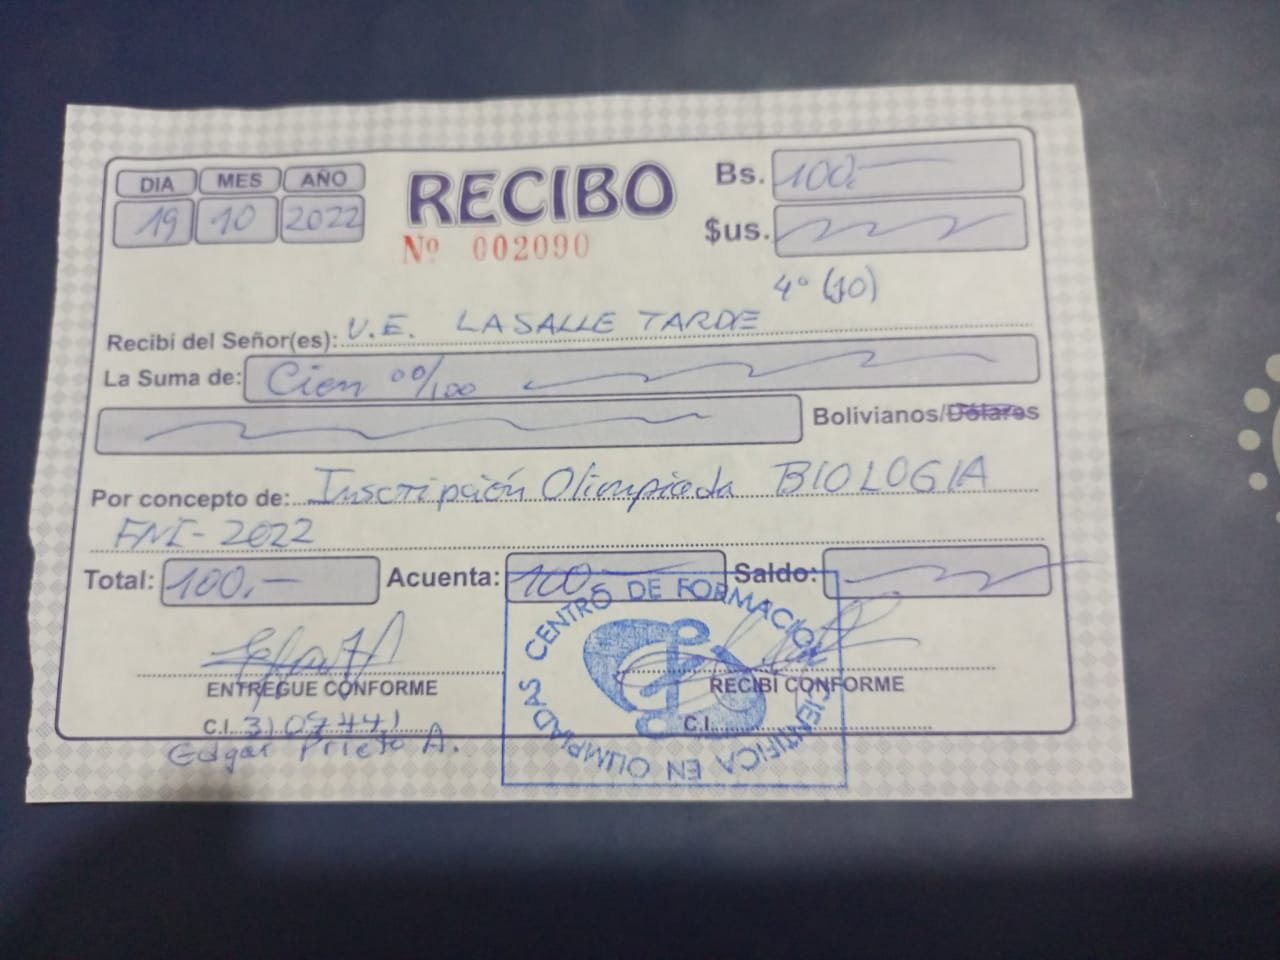 DIA MES AÑO
19 10 2022
RECIBO
Nº 002090
Bs. 100.-
$us.
4° (10)
Recibí del Señor(es): U.E. LASALLE TARDE
La Suma de: Cien 00/100
Bolivianos/Dólares
Por concepto de: Inscripción Olimpiada BIOLOGIA
FNI-2022
Total: 100.- Acuenta: 100 Saldo:
CENTRO DE FORMACION CIENTIFICA EN OLIMPIADAS
ENTREGUE CONFORME RECIBÍ CONFORME
C.I. 3107441 C.I.
Edgar Prieto A.